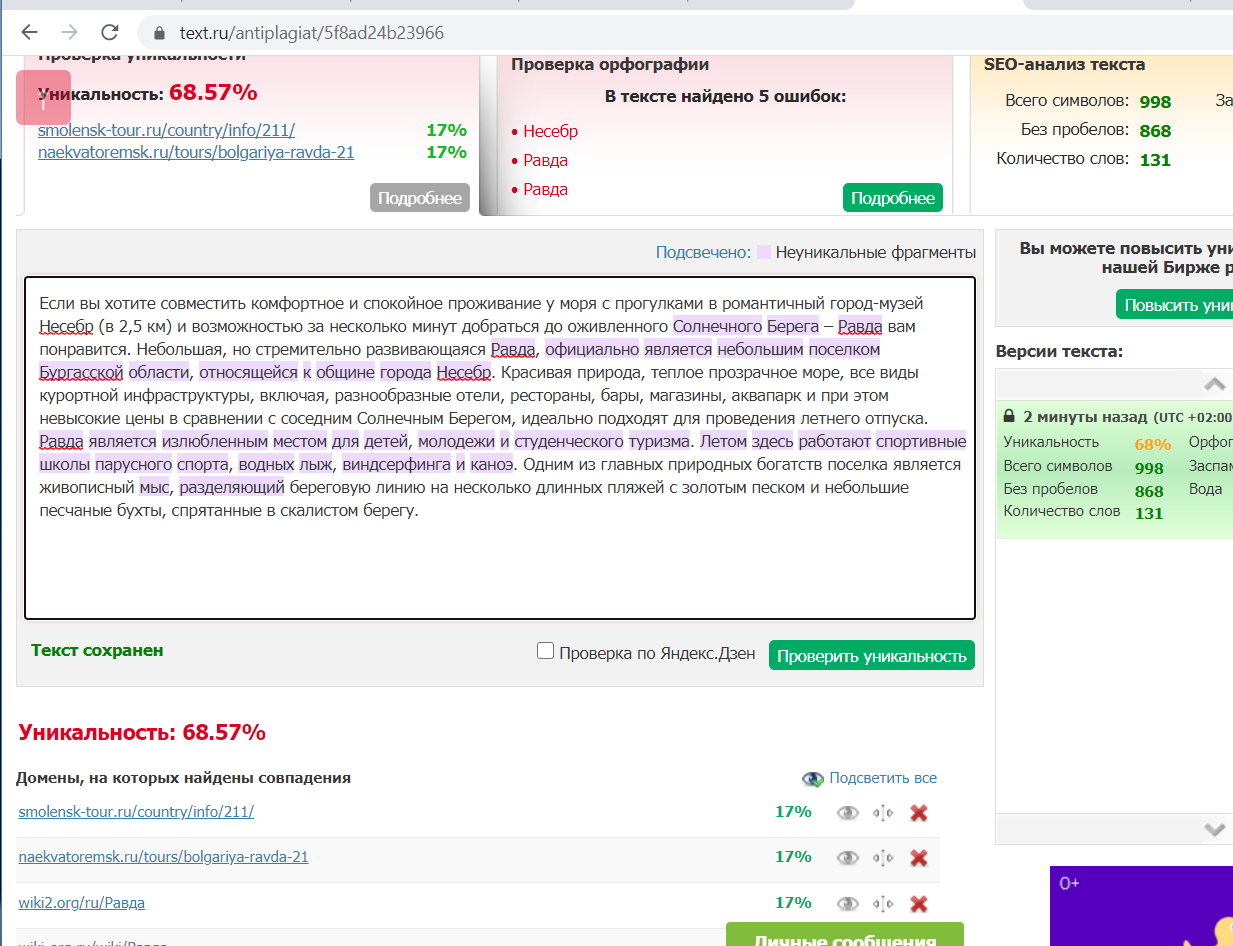 text.ru/antiplagiat/5f8ad24b23966
Проверка уникальности
Уникальность: 68.57%
smolensk-tour.ru/country/info/211/ 17%
naekvatoremsk.ru/tours/bolgariya-ravda-21 17%
Подробнее
Проверка орфографии
В тексте найдено 5 ошибок:
• Несебр
• Равда
• Равда
Подробнее
SEO-анализ текста
Всего символов: 998 За
Без пробелов: 868
Количество слов: 131
Подсвечено: Неуникальные фрагменты
Если вы хотите совместить комфортное и спокойное проживание у моря с прогулками в романтичный город-музей
Несебр (в 2,5 км) и возможностью за несколько минут добраться до оживленного Солнечного Берега – Равда вам
понравится. Небольшая, но стремительно развивающаяся Равда, официально является небольшим поселком
Бургасской области, относящейся к общине города Несебр. Красивая природа, теплое прозрачное море, все виды
курортной инфраструктуры, включая, разнообразные отели, рестораны, бары, магазины, аквапарк и при этом
невысокие цены в сравнении с соседним Солнечным Берегом, идеально подходят для проведения летнего отпуска.
Равда является излюбленным местом для детей, молодежи и студенческого туризма. Летом здесь работают спортивные
школы парусного спорта, водных лыж, виндсерфинга и каноэ. Одним из главных природных богатств поселка является
живописный мыс, разделяющий береговую линию на несколько длинных пляжей с золотым песком и небольшие
песчаные бухты, спрятанные в скалистом берегу.
Текст сохранен
Проверка по Яндекс.Дзен
Проверить уникальность
Вы можете повысить уни
нашей Бирже р
Повысить уни
Версии текста:
2 минуты назад (UTC +02:00
Уникальность 68% Орфог
Всего символов 998 Заспам
Без пробелов 868 Вода
Количество слов 131
Уникальность: 68.57%
Домены, на которых найдены совпадения
Подсветить все
smolensk-tour.ru/country/info/211/ 17%
naekvatoremsk.ru/tours/bolgariya-ravda-21 17%
wiki2.org/ru/Равда 17%
0+
Личные сообщения